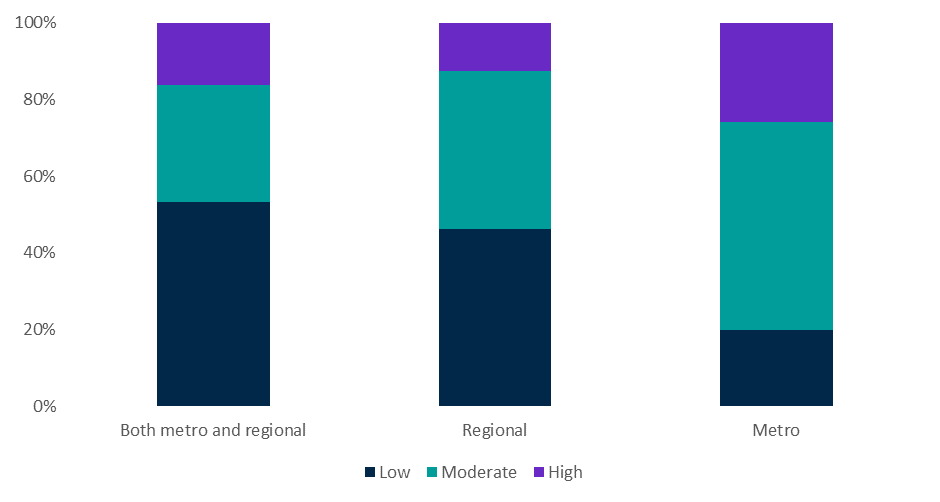 100%
80%
60%
40%
20%
0%
Both metro and regional
Regional
Metro
Low
Moderate
High